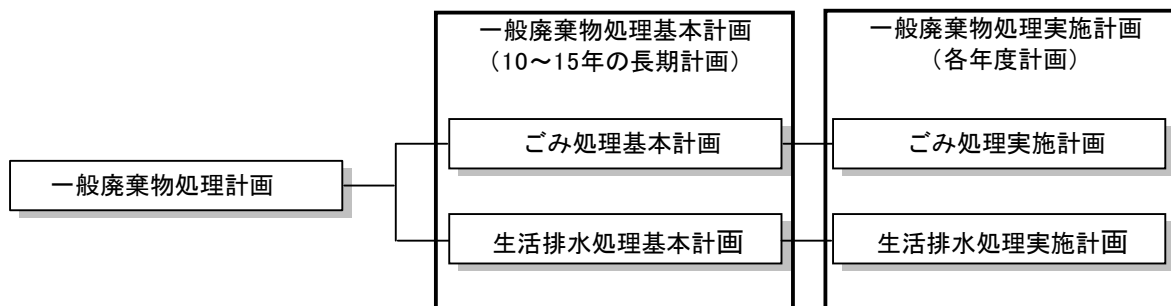 一般廃棄物処理基本計画
（10～15年の長期計画）
一般廃棄物処理実施計画
（各年度計画）
ごみ処理基本計画
ごみ処理実施計画
一般廃棄物処理計画
生活排水処理基本計画
生活排水処理実施計画